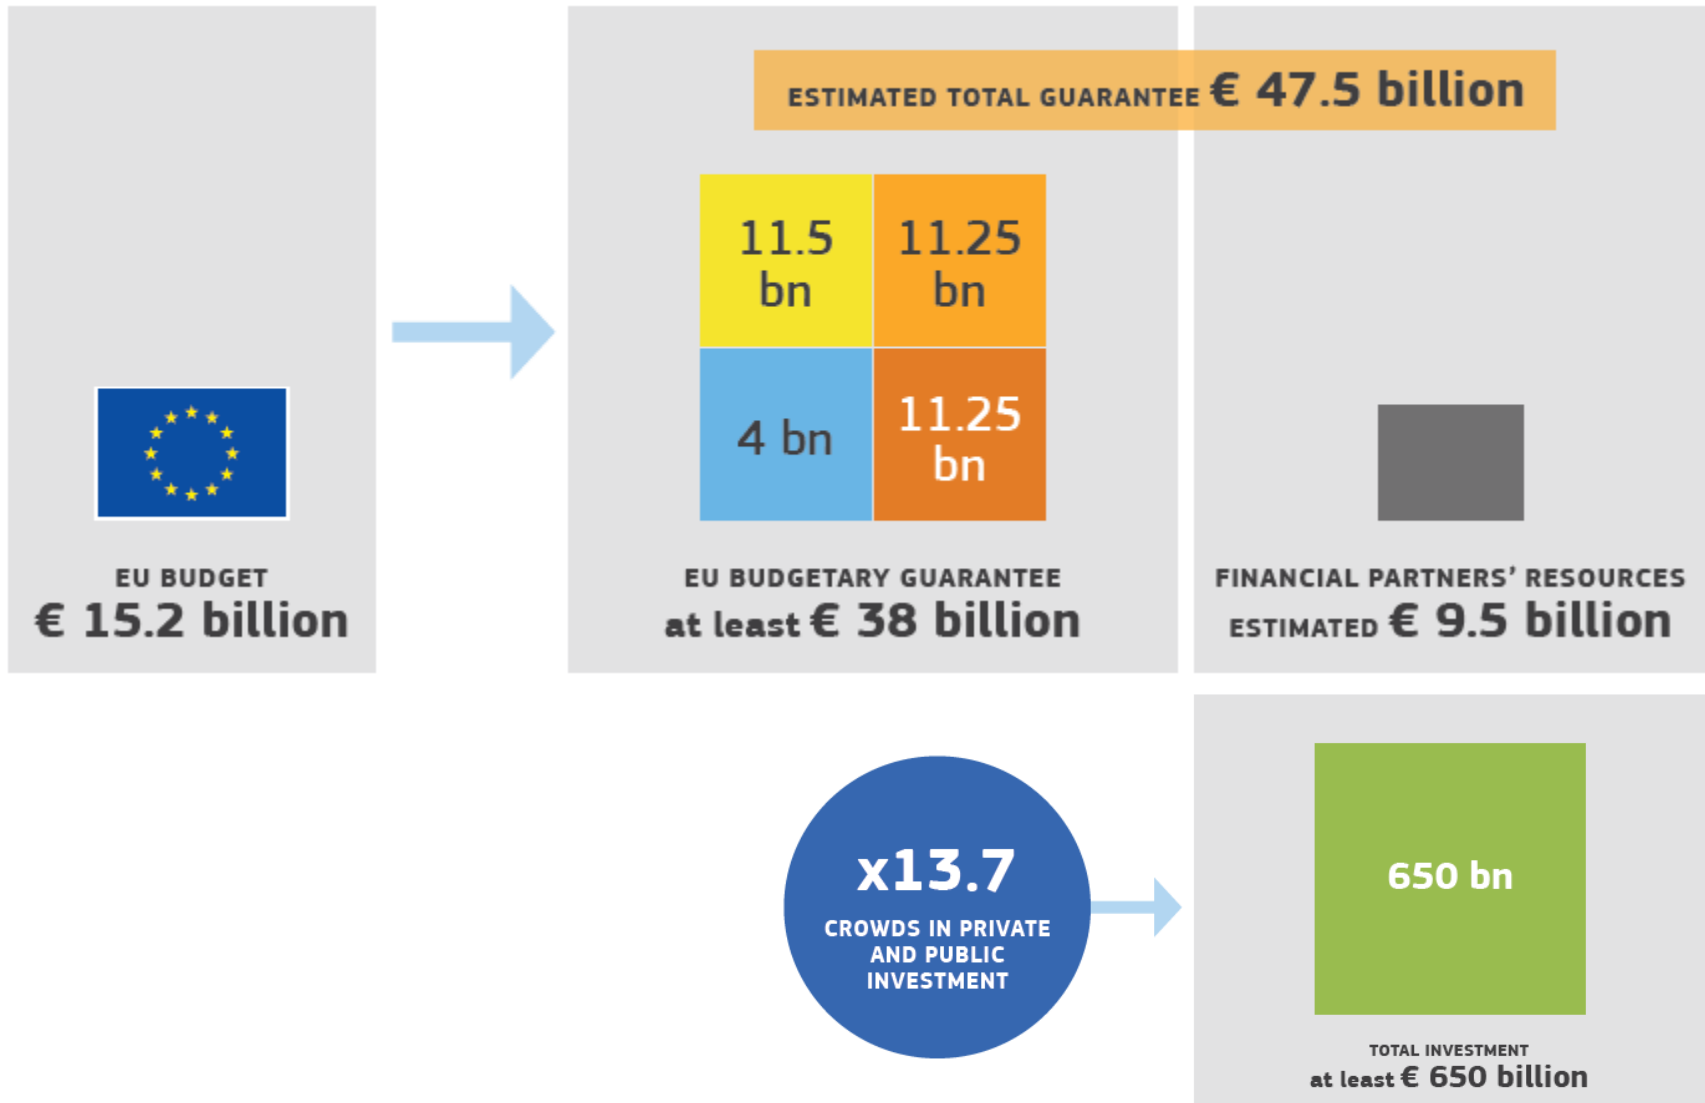 ESTIMATED TOTAL GUARANTEE € 47.5 billion
11.5
bn
11.25
bn
4 bn
11.25
bn
EU BUDGET
€ 15.2 billion
EU BUDGETARY GUARANTEE
at least € 38 billion
FINANCIAL PARTNERS’ RESOURCES
ESTIMATED € 9.5 billion
x13.7
CROWDS IN PRIVATE
AND PUBLIC
INVESTMENT
650 bn
TOTAL INVESTMENT
at least € 650 billion